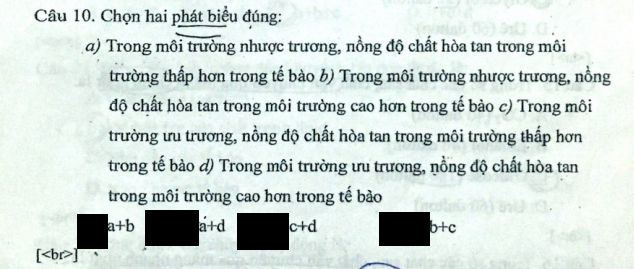 Câu 10. Chọn hai phát biểu đúng:
a) Trong môi trường nhược trương, nồng độ chất hòa tan trong môi
trường thấp hơn trong tế bào b) Trong môi trường nhược trương, nồng
độ chất hòa tan trong môi trường cao hơn trong tế bào c) Trong môi
trường ưu trương, nồng độ chất hòa tan trong môi trường thấp hơn
trong tế bào d) Trong môi trường ưu trương, nồng độ chất hòa tan
trong môi trường cao hơn trong tế bào
a+b a+d c+d b+c
[<br>]